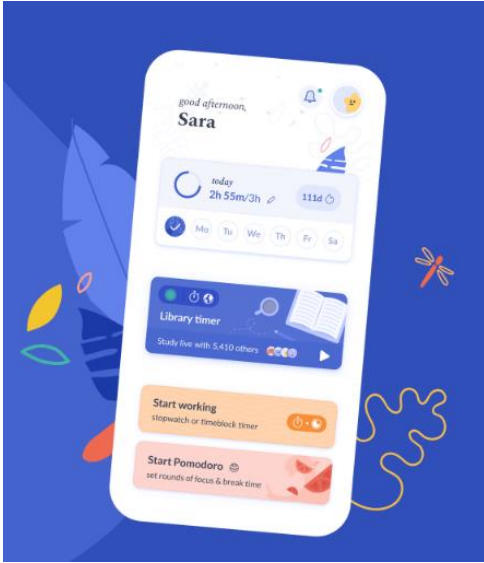 good afternoon,
Sara
today
2h 55m/3h
111d
Mo Tu We Th Fr Sa
Library timer
Study live with 5,410 others
Start working
stopwatch or timeblock timer
Start Pomodoro
set rounds of focus & break time